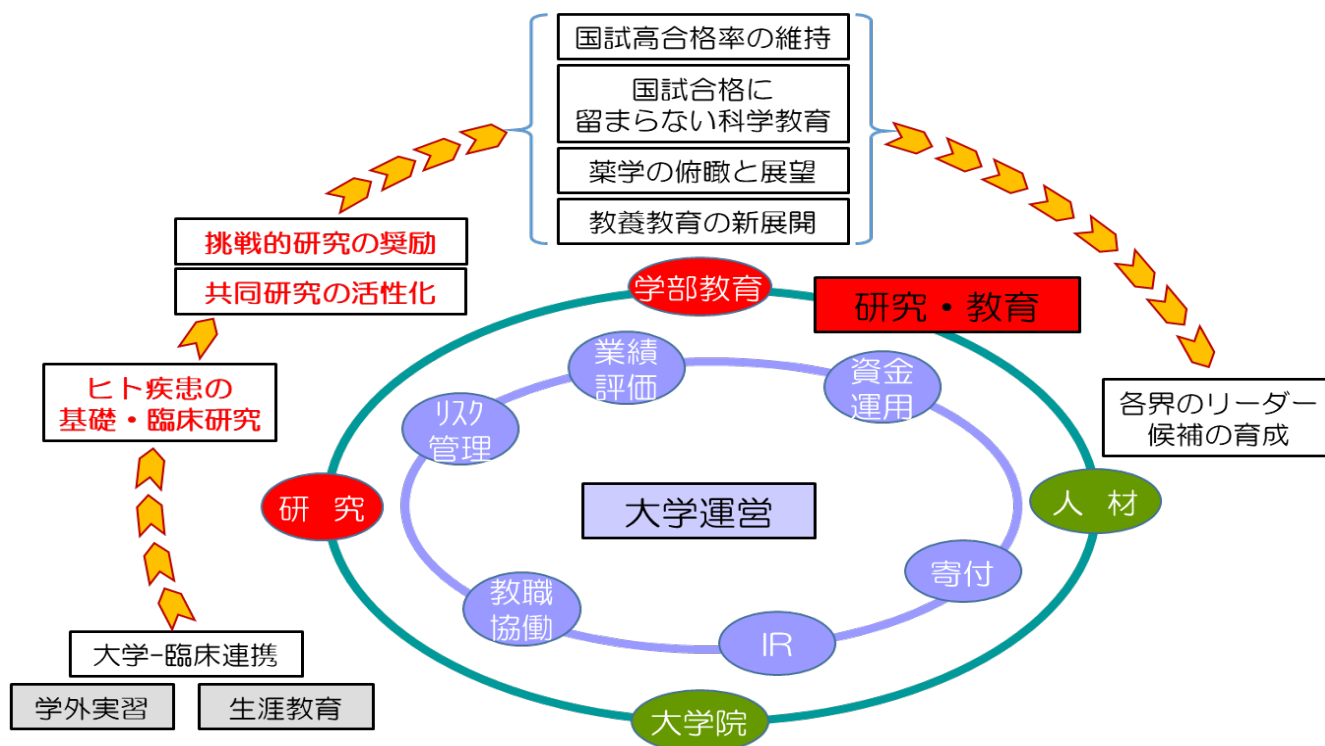 国試高合格率の維持
国試合格に
留まらない科学教育
薬学の俯瞰と展望
教養教育の新展開
挑戦的研究の奨励
共同研究の活性化
ヒト疾患の
基礎・臨床研究
大学-臨床連携
学外実習
生涯教育
各界のリーダー
候補の育成
学部教育
研究・教育
業績
評価
資金
運用
リスク
管理
研 究
大学運営
人 材
教職
協働
寄付
IR
大学院